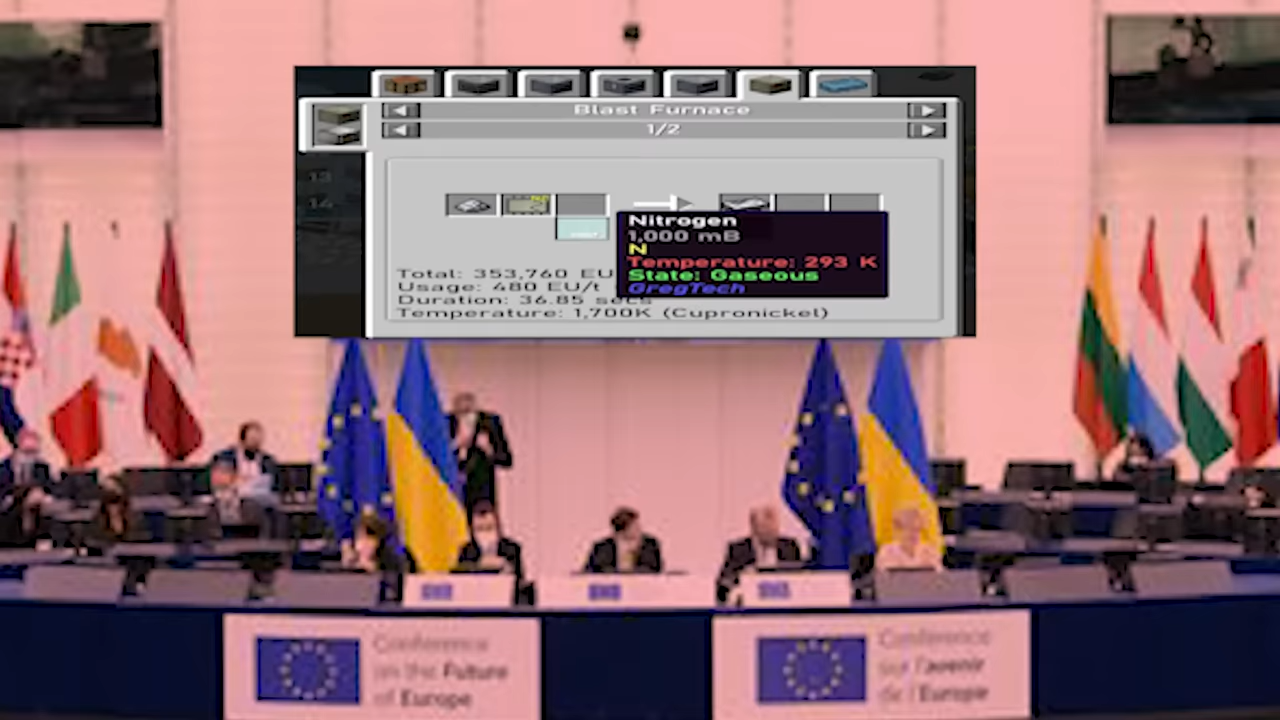 Blast Furnace
1/2
13
14
Nitrogen
1,000 mB
N
Temperature: 293 K
State: Gaseous
GregTech
Total: 353,760 EU
Usage: 480 EU/t
Duration: 36.85 secs
Temperature: 1,700K (Cupronickel)
Conference
on the Future
of Europe
Conférence
sur l'avenir
de l'Europe